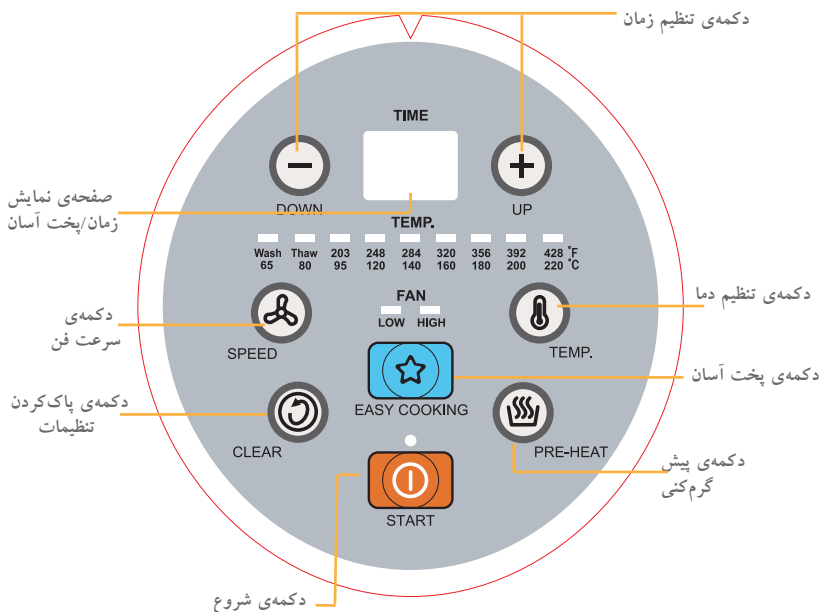 دکمه‌ی تنظیم زمان
TIME
DOWN
UP
صفحه‌ی نمایش
زمان/پخت آسان
TEMP.
Wash Thaw 203 248 284 320 356 392 428 °F
65 80 95 120 140 160 180 200 220 °C
دکمه‌ی تنظیم دما
FAN
LOW HIGH
دکمه‌ی
سرعت فن
SPEED
TEMP.
دکمه‌ی پخت آسان
EASY COOKING
دکمه‌ی پاک‌کردن
تنظیمات
CLEAR
PRE-HEAT
دکمه‌ی پیش
گرم‌کنی
START
دکمه‌ی شروع